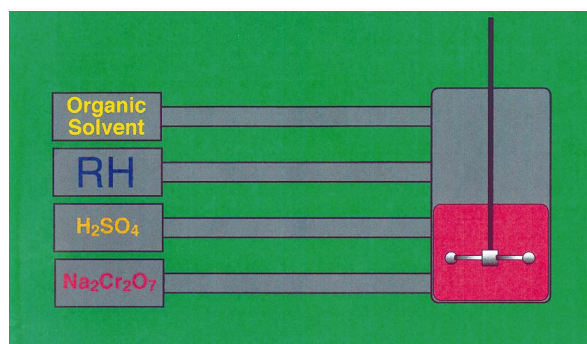 Organic
Solvent
RH
H₂SO₄
Na₂Cr₂O₇